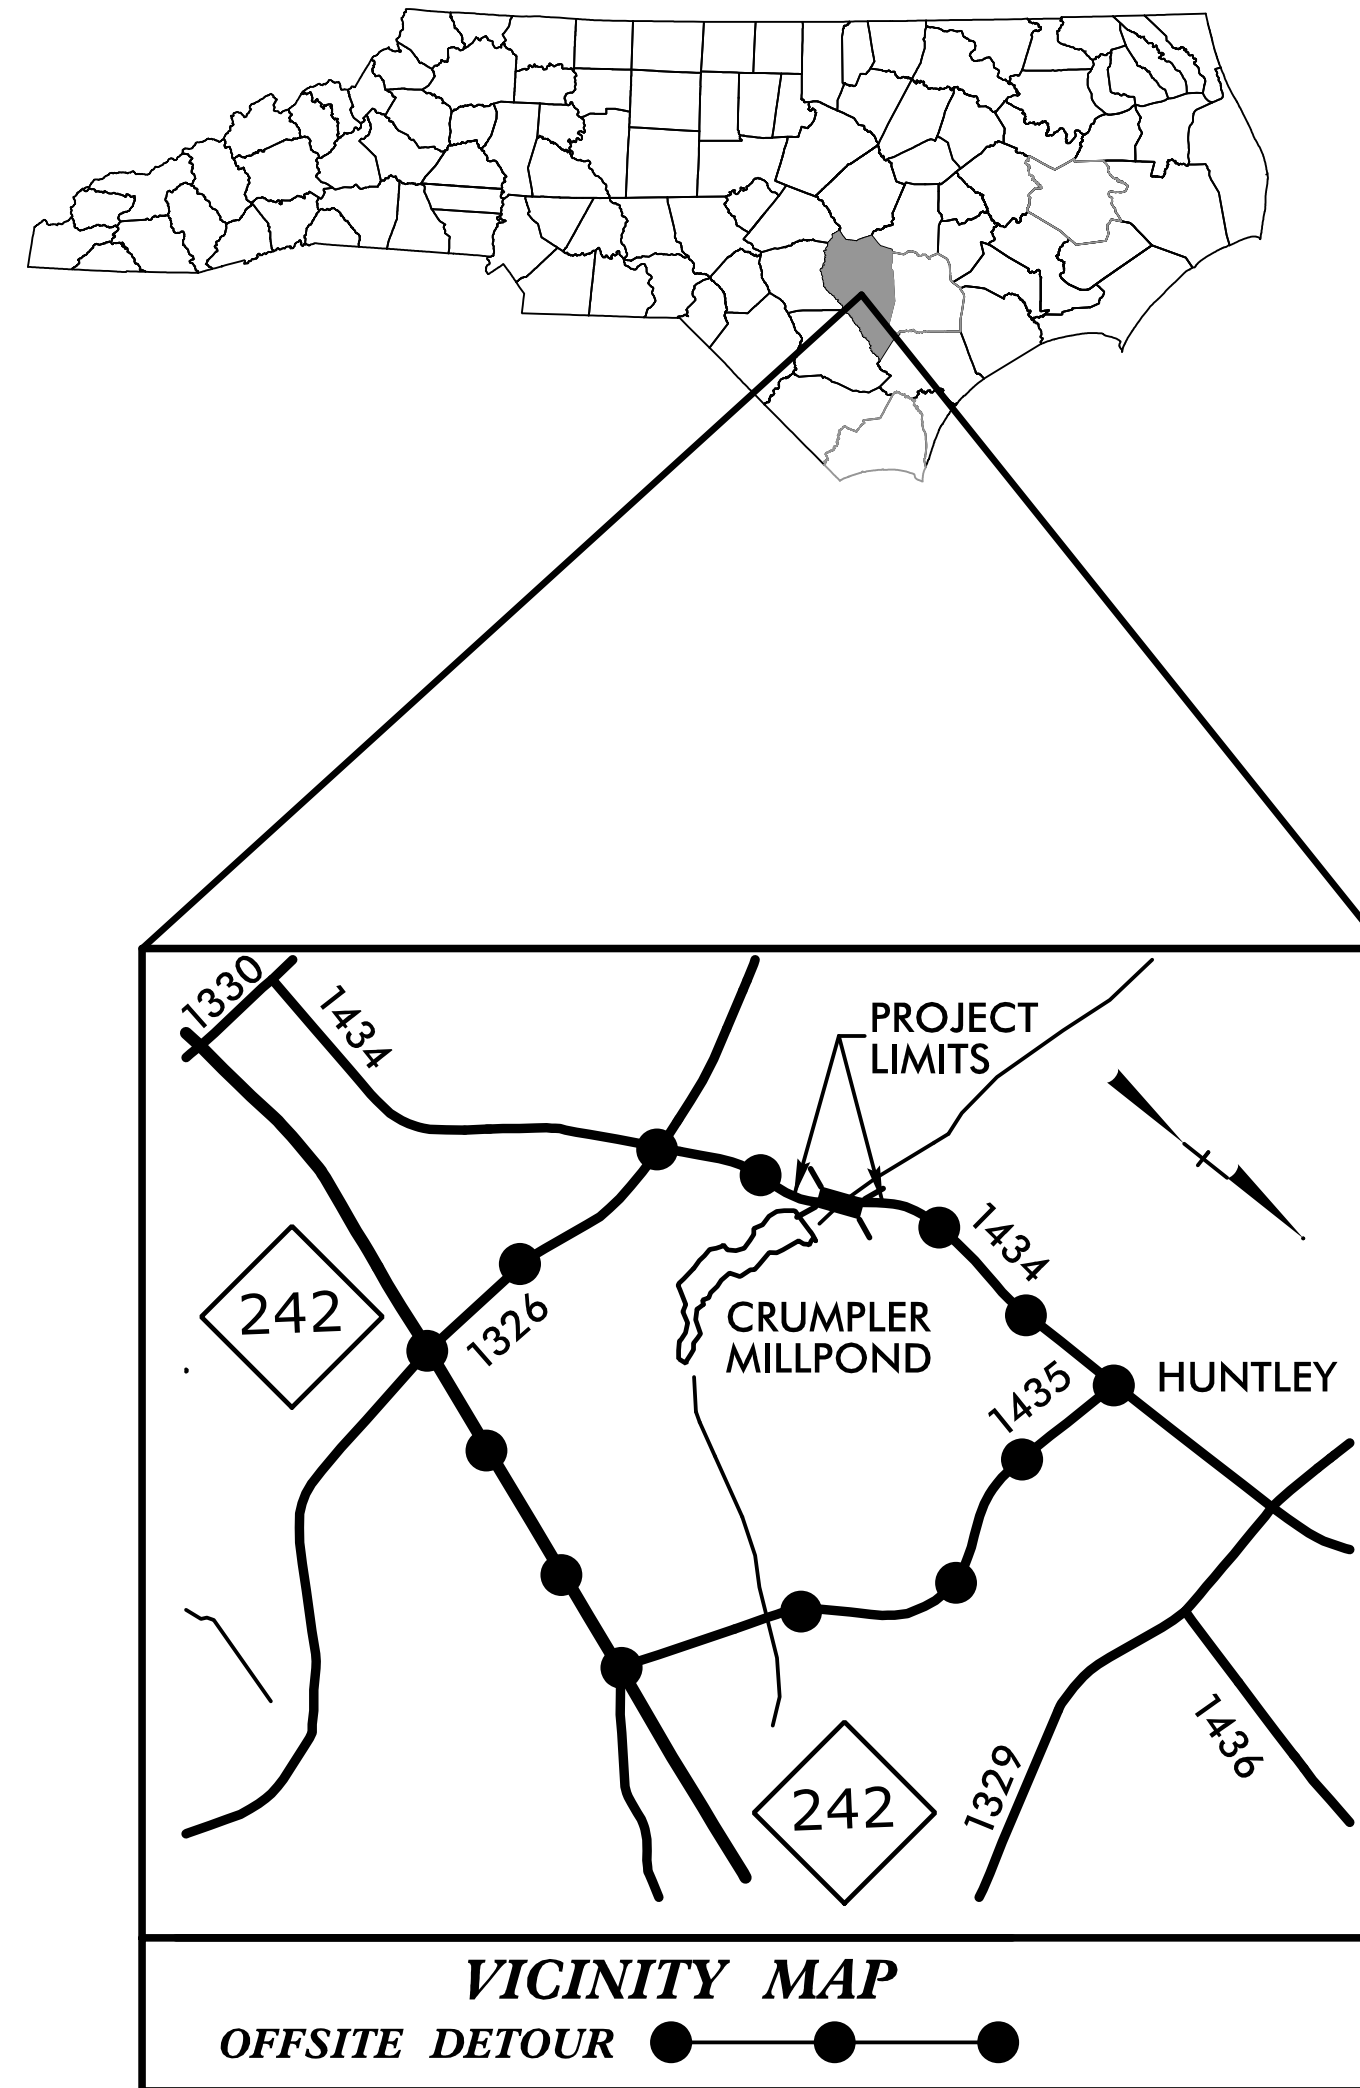 1330
1434
PROJECT
LIMITS
1434
242
1326
CRUMPLER
MILLPOND
1435
HUNTLEY
1436
1329
242
VICINITY MAP
OFFSITE DETOUR